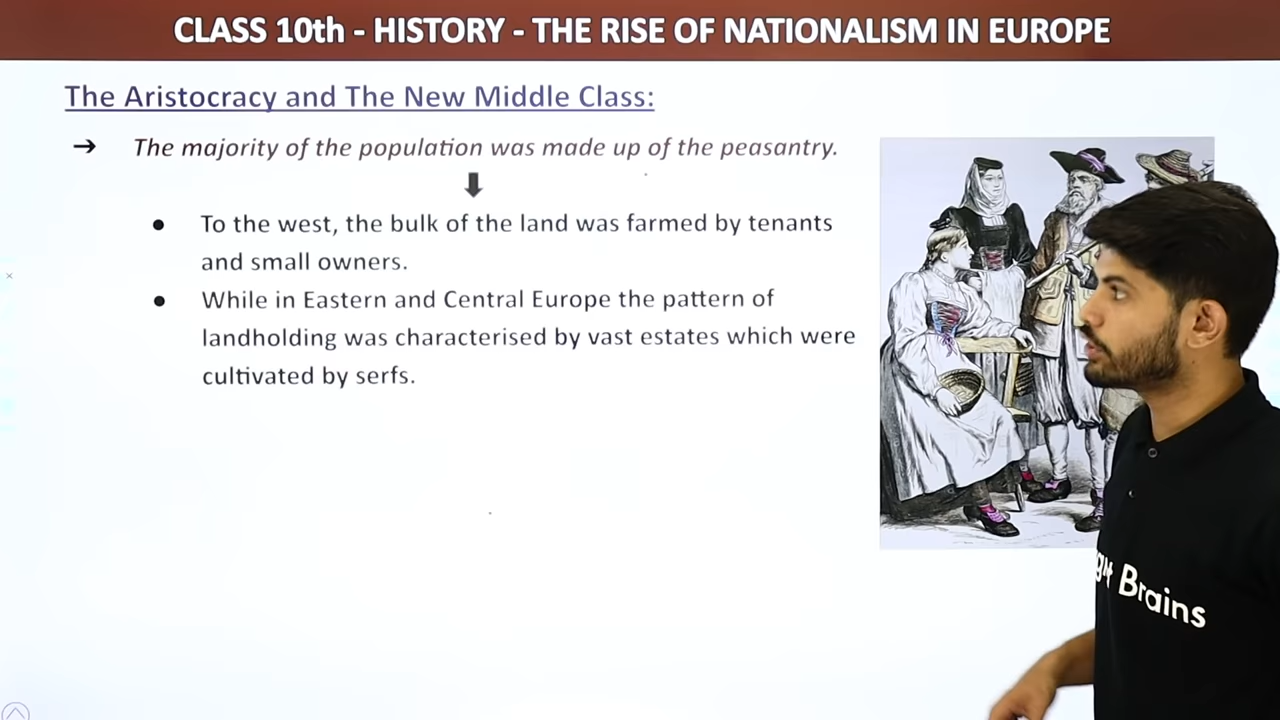 CLASS 10th - HISTORY - THE RISE OF NATIONALISM IN EUROPE
The Aristocracy and The New Middle Class:
➔ The majority of the population was made up of the peasantry.
● To the west, the bulk of the land was farmed by tenants
and small owners.
● While in Eastern and Central Europe the pattern of
landholding was characterised by vast estates which were
cultivated by serfs.
Brains